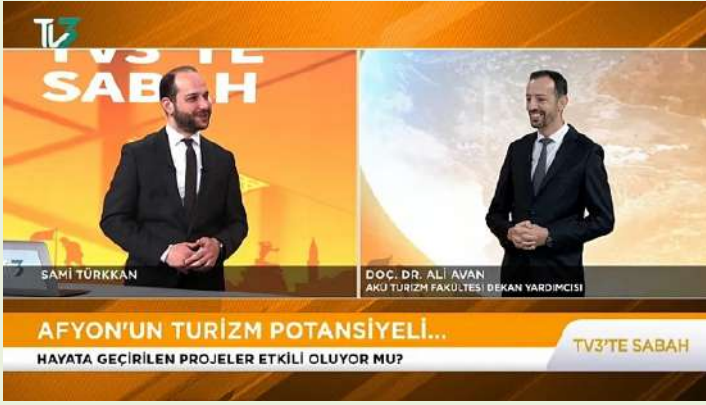 TV3
TV3'TE
SABAH
SAMİ TÜRKKAN
DOÇ. DR. ALİ AVAN
AKÜ TURİZM FAKÜLTESİ DEKAN YARDIMCISI
AFYON'UN TURİZM POTANSİYELİ...
HAYATA GEÇİRİLEN PROJELER ETKİLİ OLUYOR MU?
TV3'TE SABAH